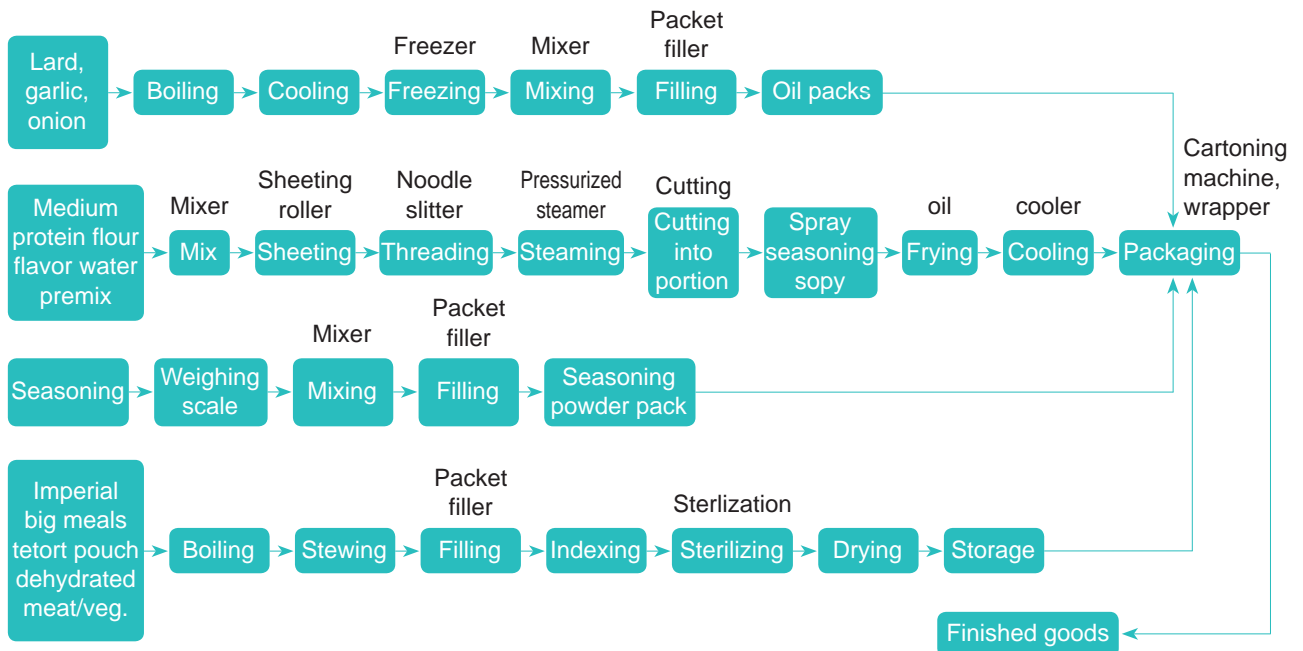 Lard,
garlic,
onion
Boiling
Cooling
Freezer
Freezing
Mixer
Mixing
Packet
filler
Filling
Oil packs
Cartoning
machine,
wrapper
Medium
protein flour
flavor water
premix
Mixer
Mix
Sheeting
roller
Sheeting
Noodle
slitter
Threading
Pressurized
steamer
Steaming
Cutting
Cutting
into
portion
Spray
seasoning
sopy
oil
Frying
cooler
Cooling
Packaging
Seasoning
Weighing
scale
Mixer
Mixing
Packet
filler
Filling
Seasoning
powder pack
Imperial
big meals
tetort pouch
dehydrated
meat/veg.
Boiling
Stewing
Packet
filler
Filling
Indexing
Sterlization
Sterilizing
Drying
Storage
Finished goods